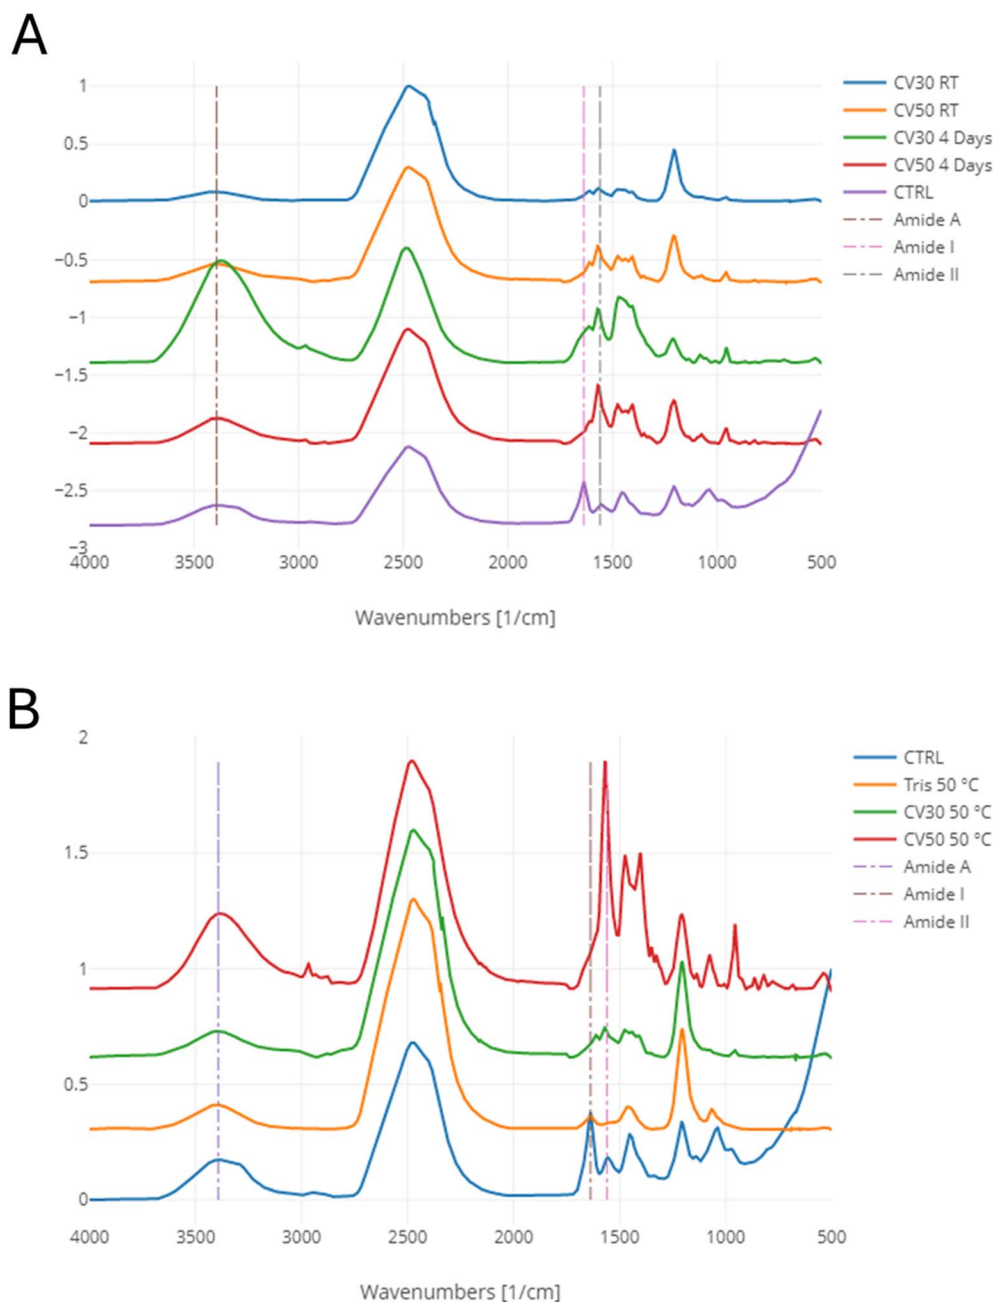 A
1
0.5
0
−0.5
−1
−1.5
−2
−2.5
−3
4000 3500 3000 2500 2000 1500 1000 500
Wavenumbers [1/cm]
CV30 RT
CV50 RT
CV30 4 Days
CV50 4 Days
CTRL
Amide A
Amide I
Amide II
B
2
1.5
1
0.5
0
4000 3500 3000 2500 2000 1500 1000 500
Wavenumbers [1/cm]
CTRL
Tris 50 °C
CV30 50 °C
CV50 50 °C
Amide A
Amide I
Amide II